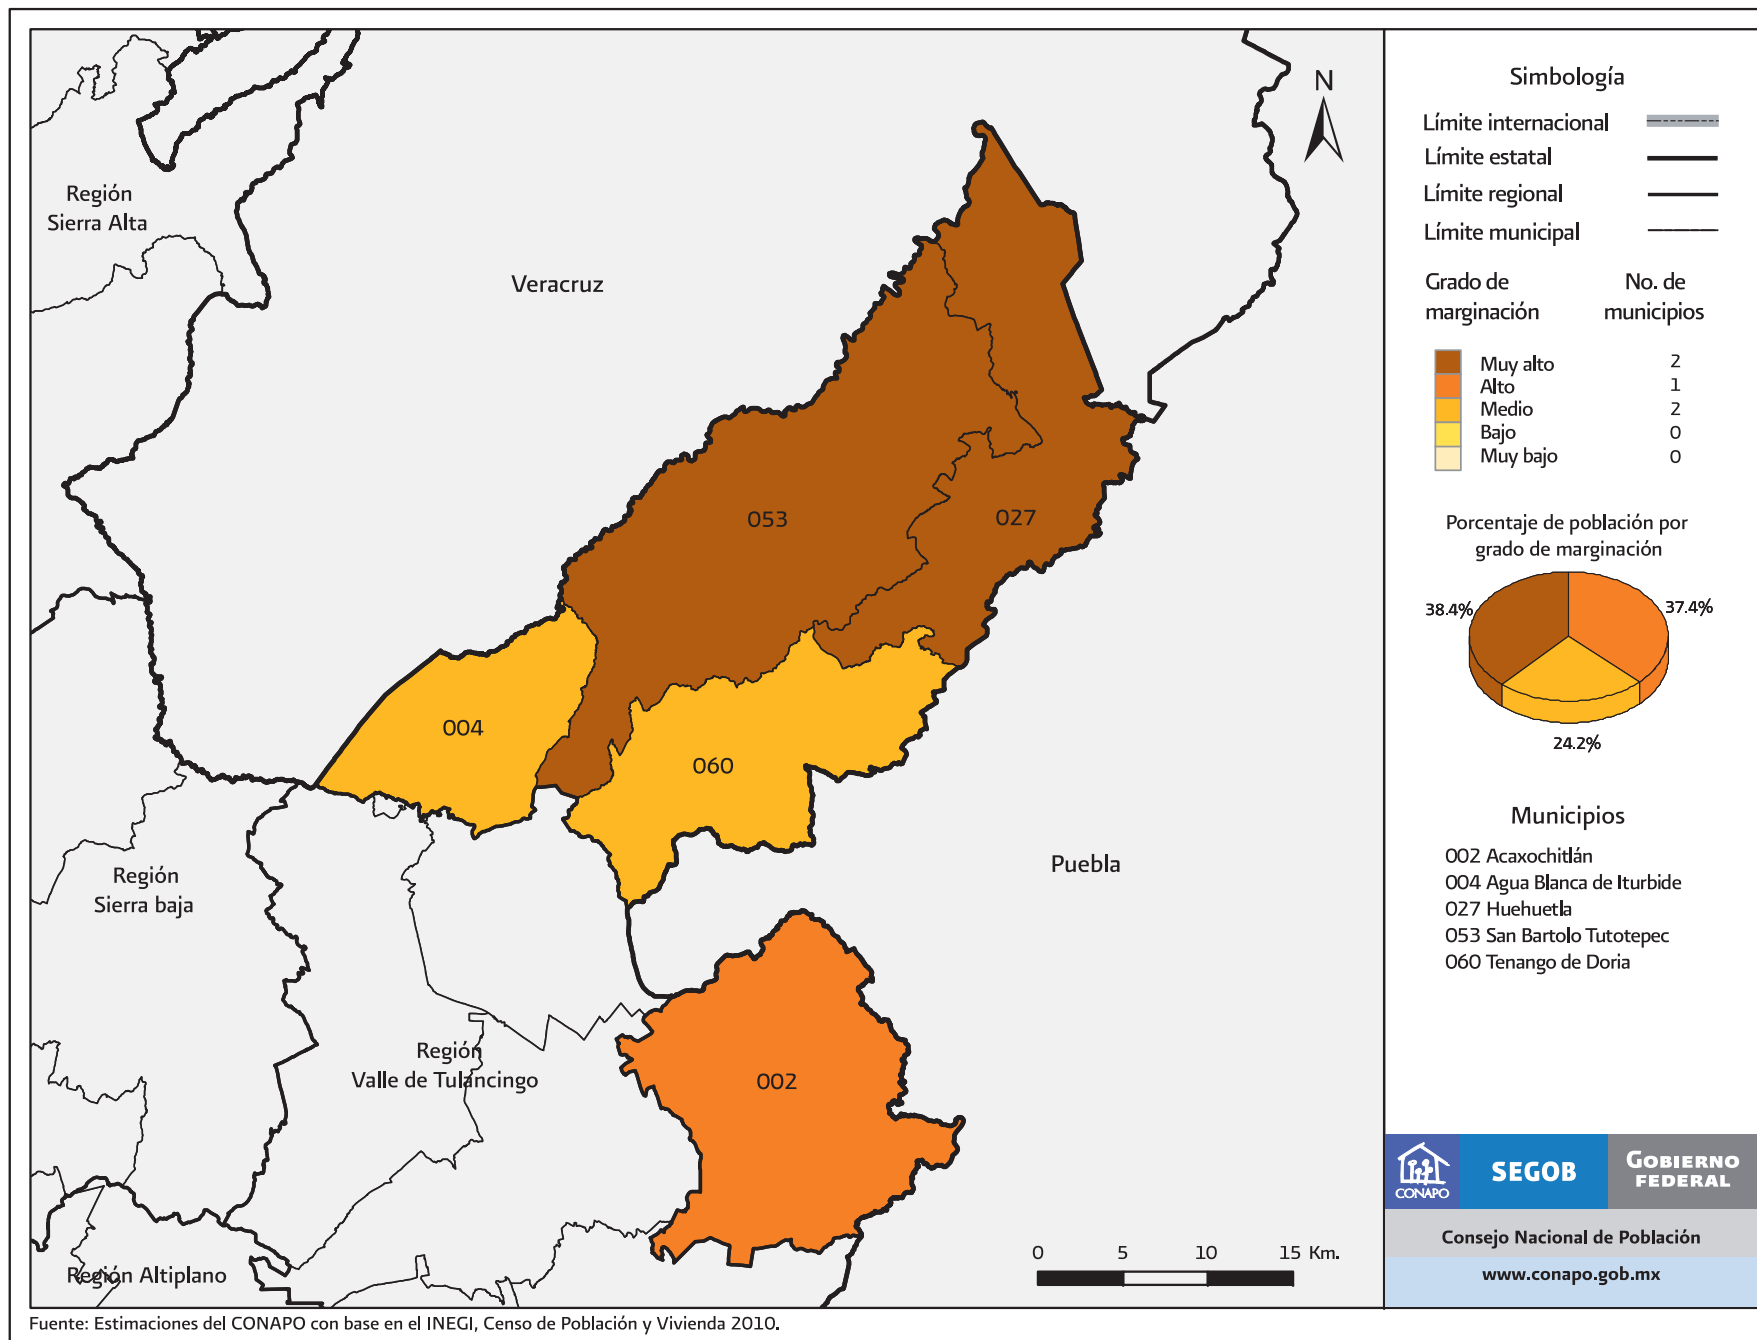 N
Región
Sierra Alta
Veracruz
053
027
004
060
Región
Sierra baja
Puebla
Región
Valle de Tulancingo
002
Región Altiplano
0 5 10 15 Km.
Simbología
Límite internacional
Límite estatal
Límite regional
Límite municipal
Grado de marginación
No. de municipios
Muy alto 2
Alto 1
Medio 2
Bajo 0
Muy bajo 0
Porcentaje de población por
grado de marginación
38.4%
37.4%
24.2%
Municipios
002 Acaxochitlán
004 Agua Blanca de Iturbide
027 Huehuetla
053 San Bartolo Tutotepec
060 Tenango de Doria
CONAPO
SEGOB
GOBIERNO
FEDERAL
Consejo Nacional de Población
www.conapo.gob.mx
Fuente: Estimaciones del CONAPO con base en el INEGI, Censo de Población y Vivienda 2010.